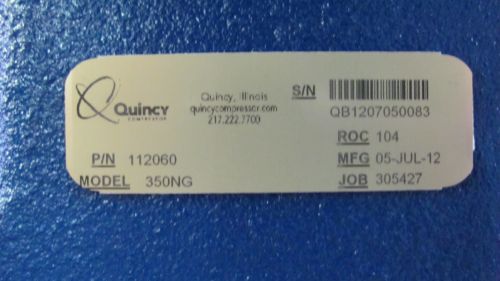 Quincy
COMPRESSOR
Quincy, Illinois
quincycompressor.com
217.222.7700
S/N
QB1207050083
ROC 104
P/N 112060
MFG 05-JUL-12
MODEL 350NG
JOB 305427